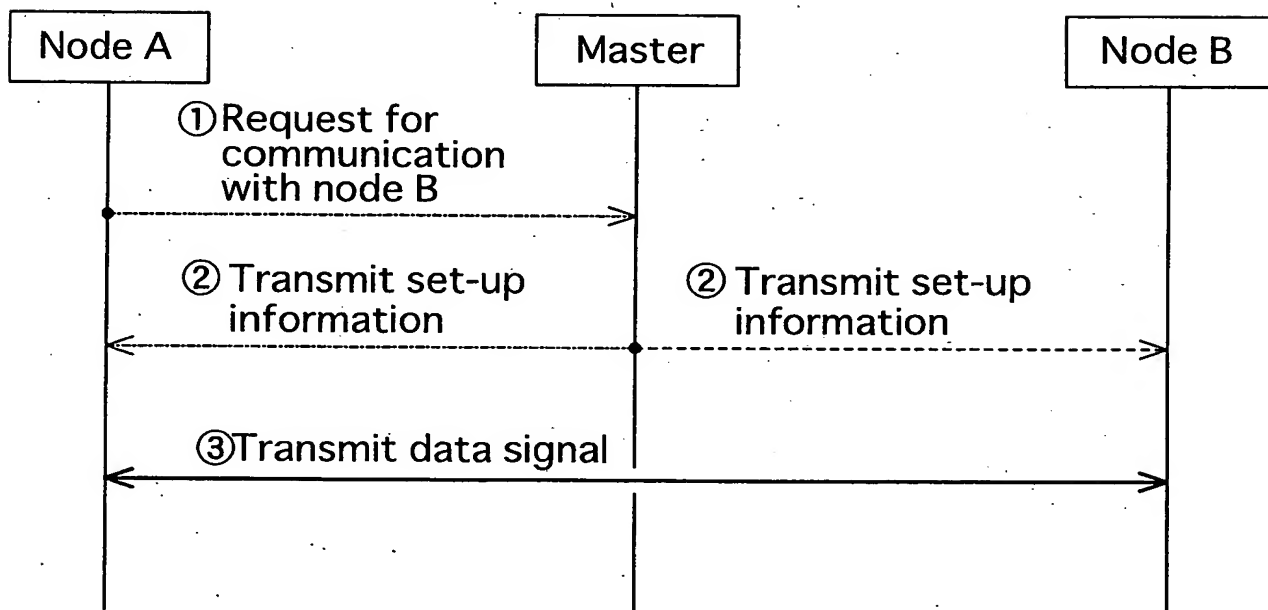 Node A
Master
Node B
①Request for
communication
with node B
② Transmit set-up
information
② Transmit set-up
information
③Transmit data signal